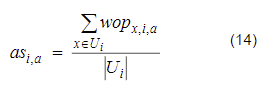 as_{i,a} = \frac{\sum_{x \in U_i} wop_{x,i,a}}{|U_i|} (14)